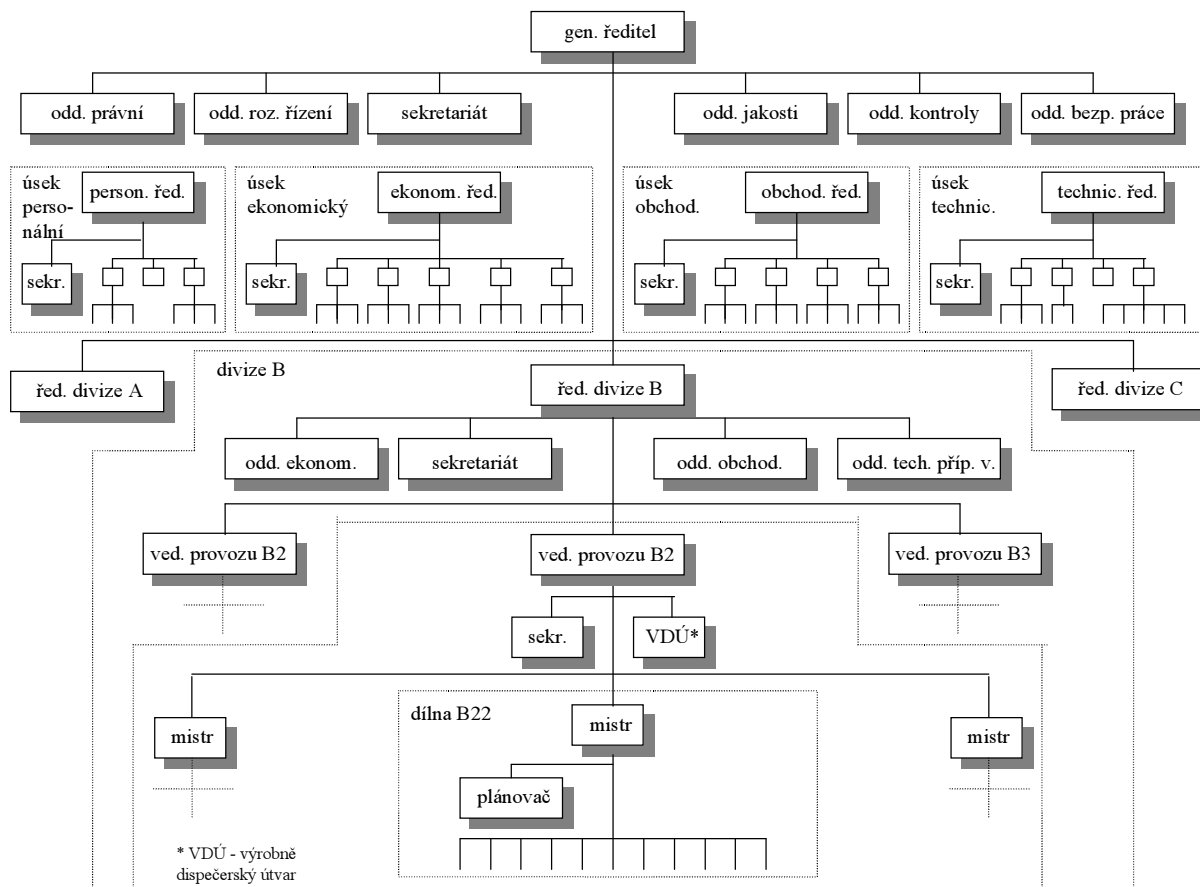 gen. ředitel
odd. právní
odd. roz. řízení
sekretariát
odd. jakosti
odd. kontroly
odd. bezp. práce
úsek
perso-
nální
person. řed.
sekr.
úsek
ekonomický
ekonom. řed.
sekr.
úsek
obchod.
obchod. řed.
sekr.
úsek
technic.
technic. řed.
sekr.
řed. divize A
divize B
řed. divize B
řed. divize C
odd. ekonom.
sekretariát
odd. obchod.
odd. tech. příp. v.
ved. provozu B2
ved. provozu B2
ved. provozu B3
sekr.
VDÚ*
mistr
dílna B22
mistr
mistr
plánovač
* VDÚ - výrobně
dispečerský útvar